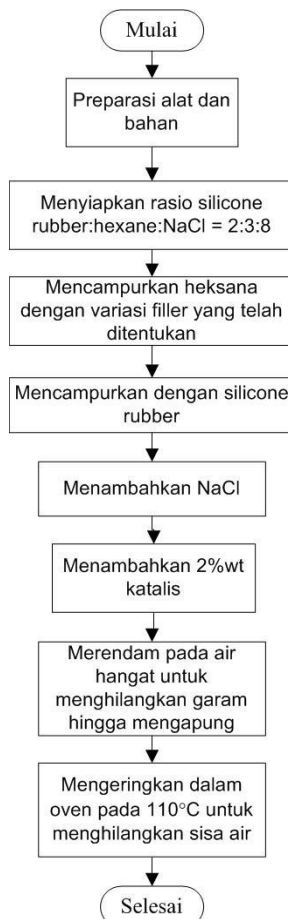 Mulai
Preparasi alat dan
bahan
Menyiapkan rasio silicone
rubber:hexane:NaCl = 2:3:8
Mencampurkan heksana
dengan variasi filler yang telah
ditentukan
Mencampurkan dengan silicone
rubber
Menambahkan NaCl
Menambahkan 2%wt
katalis
Merendam pada air
hangat untuk
menghilangkan garam
hingga mengapung
Mengeringkan dalam
oven pada 110°C untuk
menghilangkan sisa air
Selesai